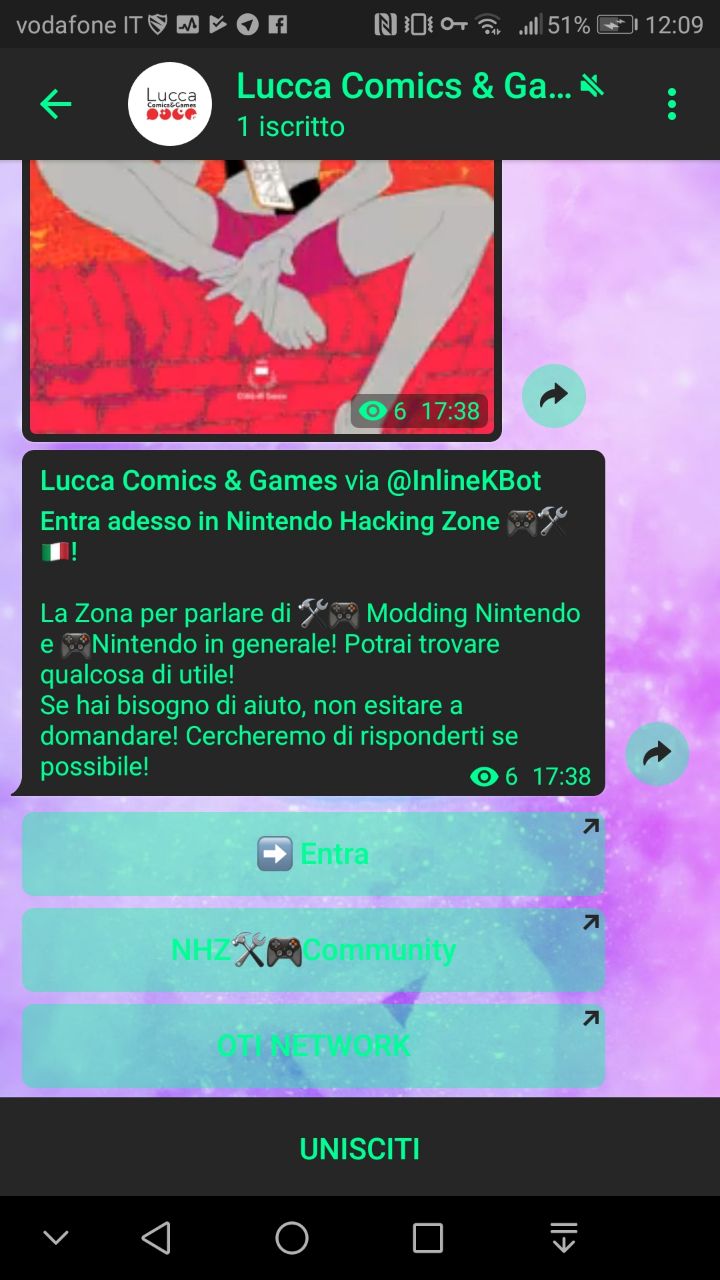 vodafone IT 51% 12:09
Lucca
Comics&Games
Lucca Comics & Ga...
1 iscritto
6 17:38
Lucca Comics & Games via @InlineKBot
Entra adesso in Nintendo Hacking Zone 🎮🛠
🇮🇹!
La Zona per parlare di 🛠🎮 Modding Nintendo
e 🎮Nintendo in generale! Potrai trovare
qualcosa di utile!
Se hai bisogno di aiuto, non esitare a
domandare! Cercheremo di risponderti se
possibile!
6 17:38
➡️ Entra
NHZ🛠🎮Community
OTI NETWORK
UNISCITI